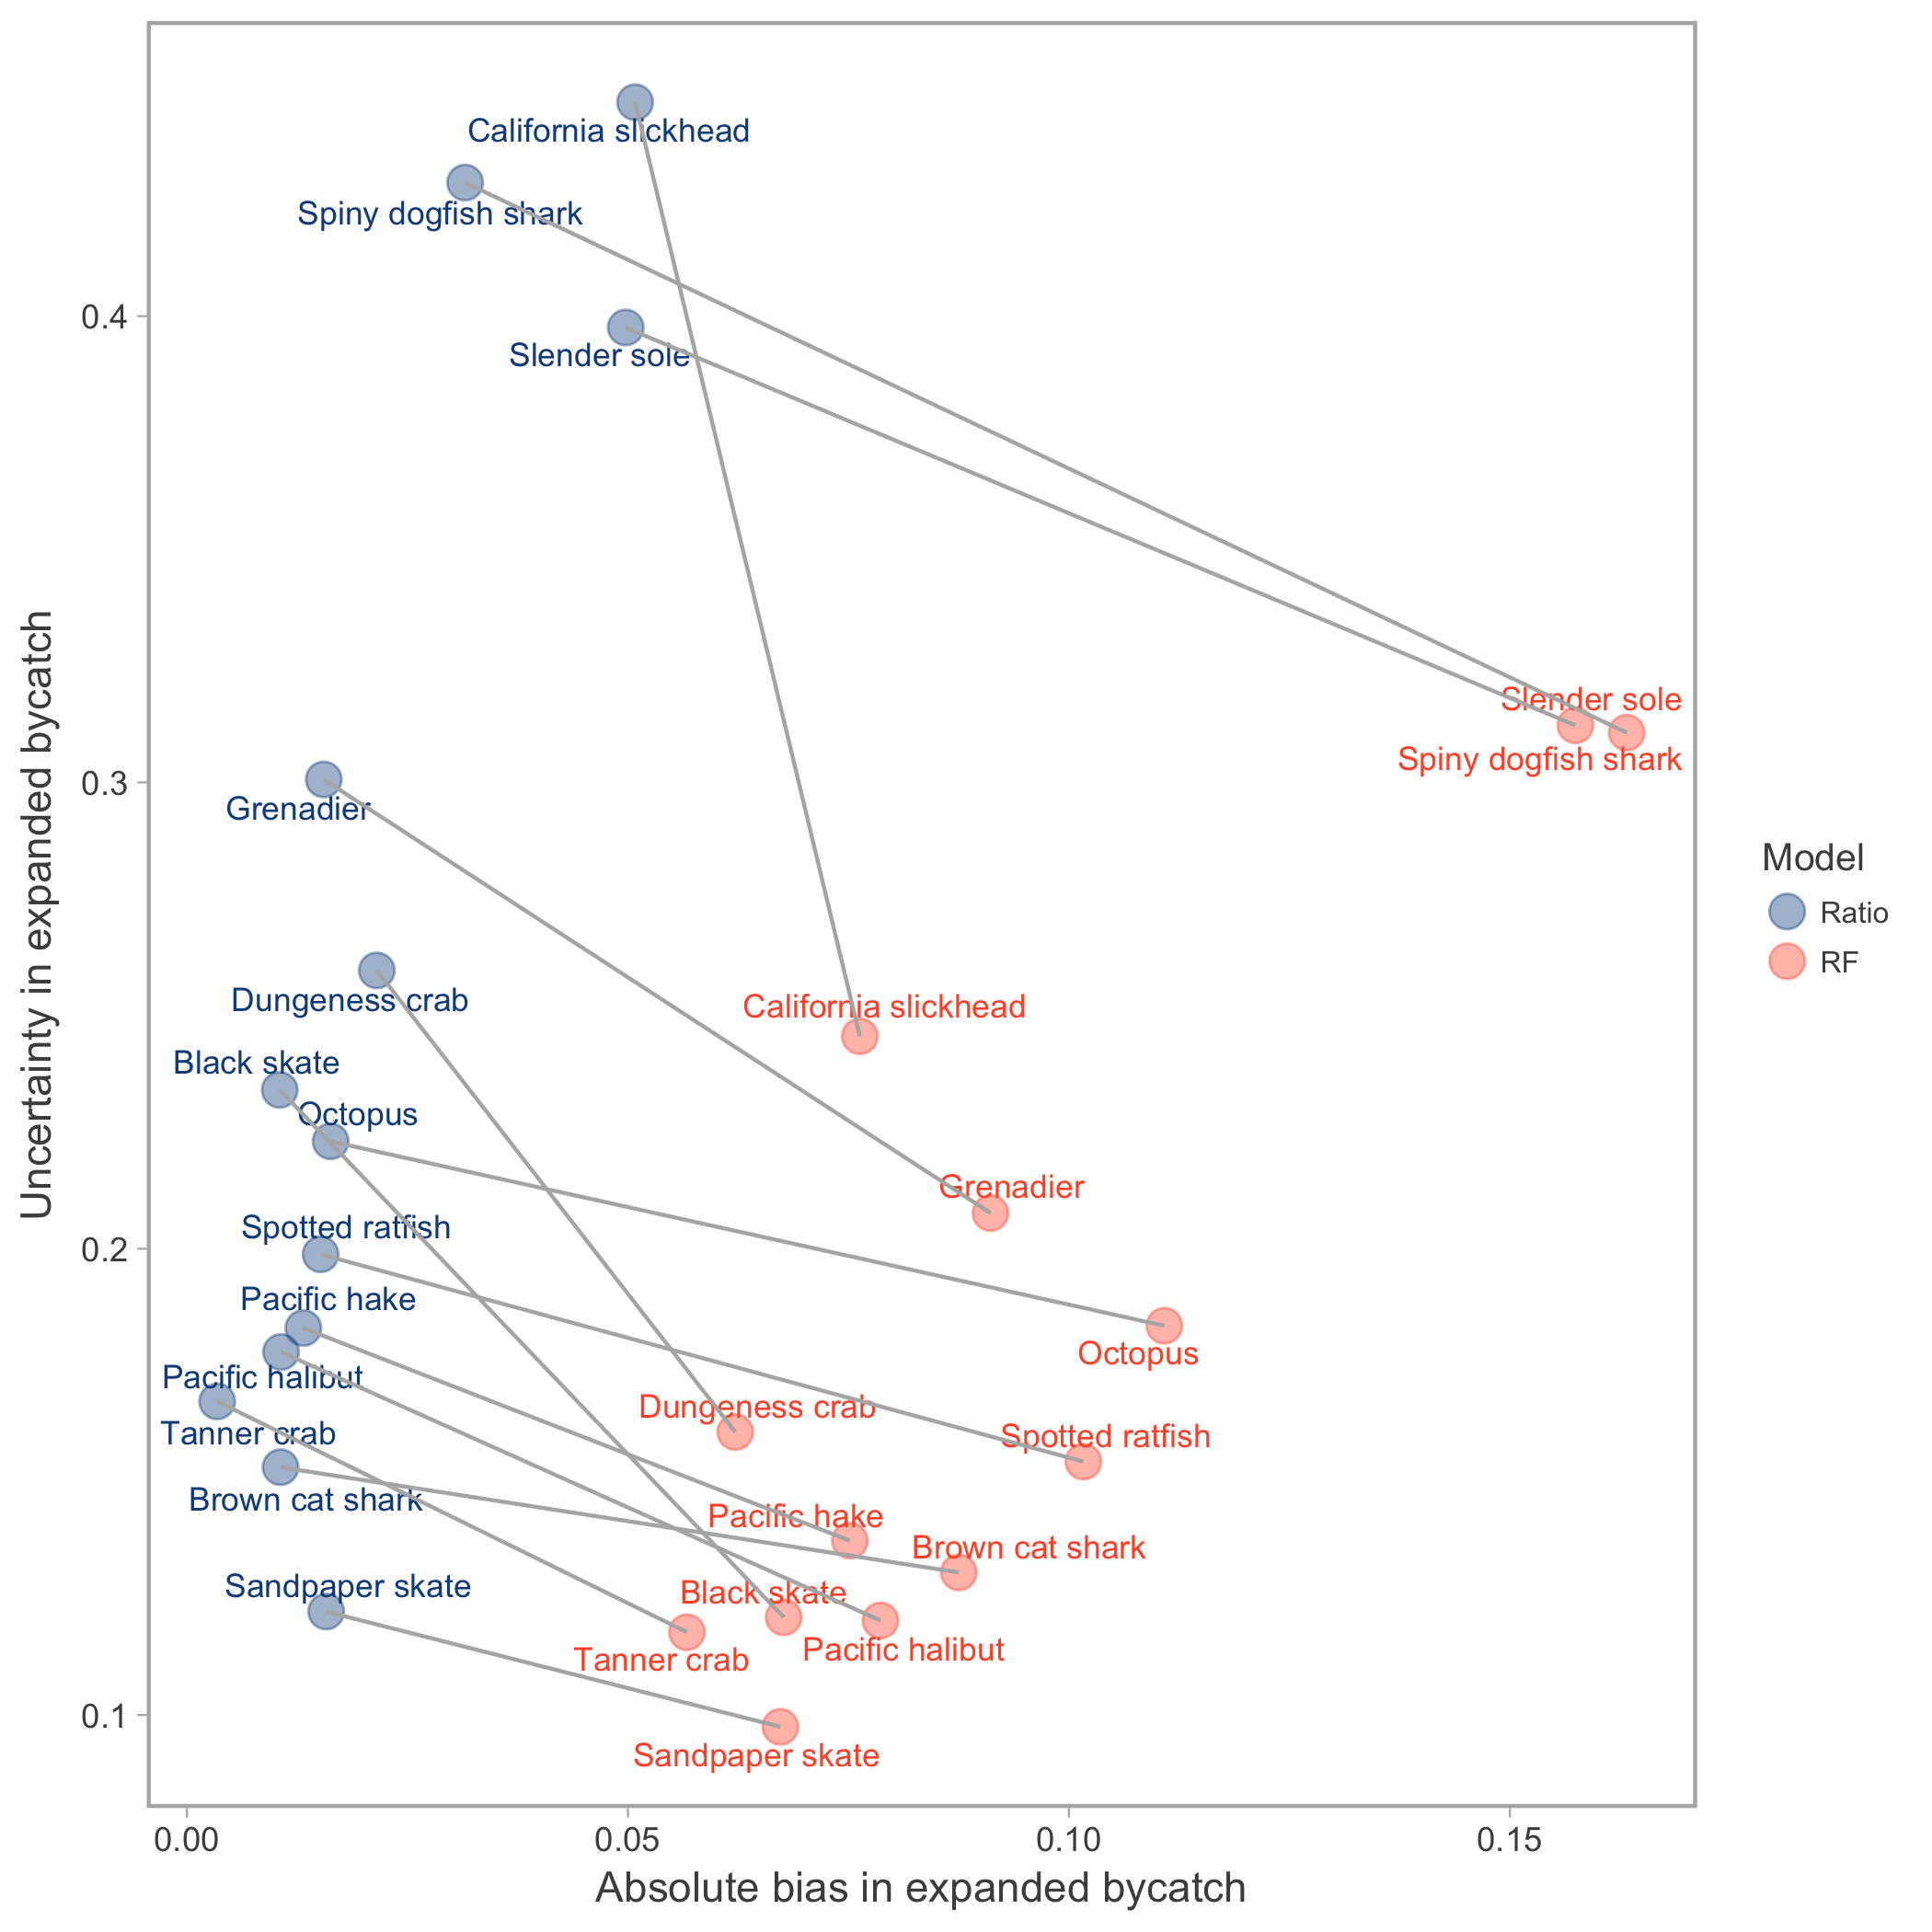 California slickhead
Spiny dogfish shark
0.4
Slender sole
Slender sole
Spiny dogfish shark
0.3
Grenadier
Model
Ratio
RF
Dungeness crab
California slickhead
Black skate
Octopus
Grenadier
Spotted ratfish
0.2
Pacific hake
Octopus
Pacific halibut
Dungeness crab
Tanner crab
Spotted ratfish
Brown cat shark
Pacific hake
Brown cat shark
Sandpaper skate
Black skate
Pacific halibut
Tanner crab
0.1
Sandpaper skate
0.00
0.05
0.10
0.15
Absolute bias in expanded bycatch
Uncertainty in expanded bycatch